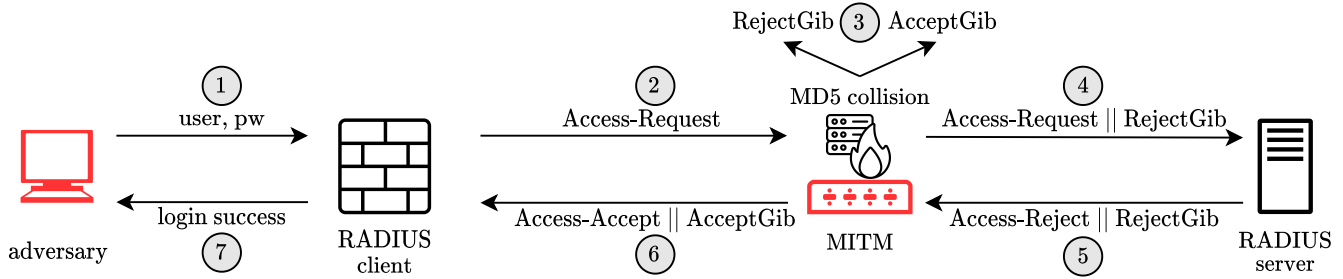 RejectGib 3 AcceptGib
1 2 MD5 collision 4
user, pw Access-Request Access-Request || RejectGib
login success Access-Accept || AcceptGib Access-Reject || RejectGib
adversary RADIUS client MITM RADIUS server
7 6 5